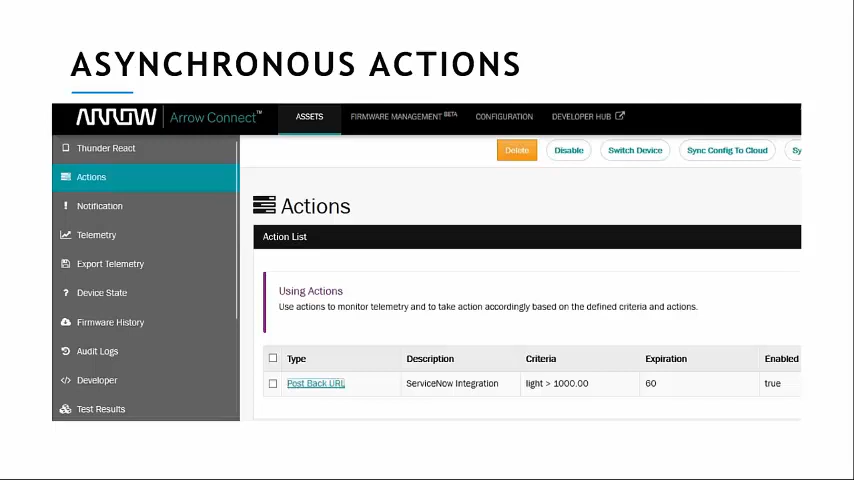 ASYNCHRONOUS ACTIONS
ARROW Arrow Connect™ ASSETS FIRMWARE MANAGEMENT BETA CONFIGURATION DEVELOPER HUB
Thunder React
Delete Disable Switch Device Sync Config To Cloud Sy
Actions
Notification
Telemetry
Export Telemetry
Device State
Firmware History
Audit Logs
Developer
Test Results
Actions
Action List
Using Actions
Use actions to monitor telemetry and to take action accordingly based on the defined criteria and actions.
Type Description Criteria Expiration Enabled
Post Back URL ServiceNow Integration light > 1000.00 60 true